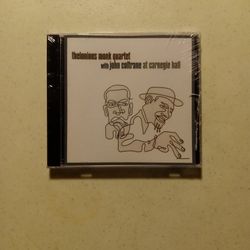 thelonious monk quartet
with john coltrane at carnegie hall